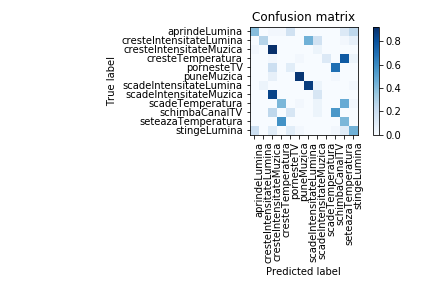 Confusion matrix
True label
aprindeLumina
cresteIntensitateLumina
cresteIntensitateMuzica
cresteTemperatura
pornesteTV
puneMuzica
scadeIntensitateLumina
scadeIntensitateMuzica
scadeTemperatura
schimbaCanalTV
seteazaTemperatura
stingeLumina
aprindeLumina
cresteIntensitateLumina
cresteIntensitateMuzica
cresteTemperatura
pornesteTV
puneMuzica
scadeIntensitateLumina
scadeIntensitateMuzica
scadeTemperatura
schimbaCanalTV
seteazaTemperatura
stingeLumina
Predicted label
0.8
0.6
0.4
0.2
0.0